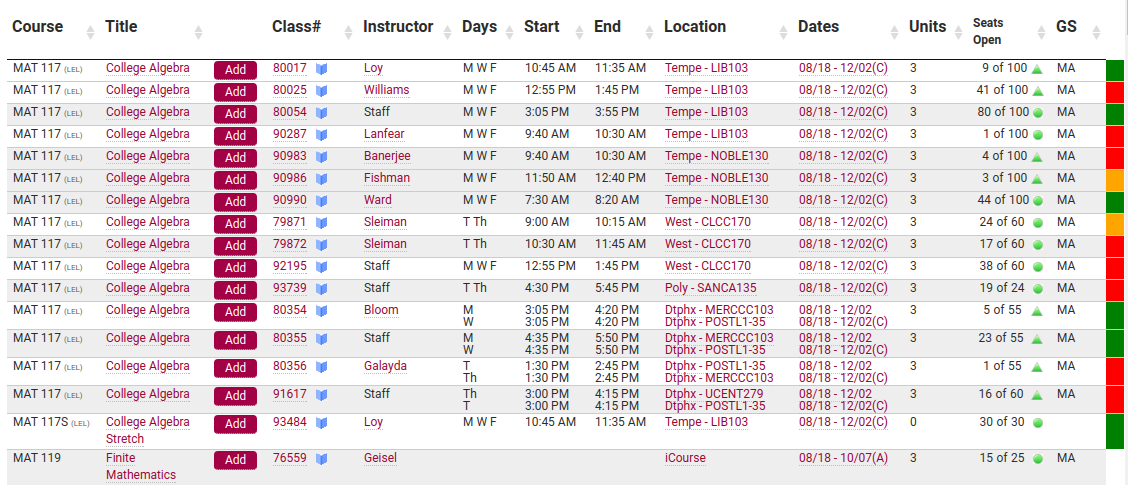 Course Title Class# Instructor Days Start End Location Dates Units Seats Open GS
MAT 117 (LEL) College Algebra Add 80017 Loy M W F 10:45 AM 11:35 AM Tempe - LIB103 08/18 - 12/02(C) 3 9 of 100 MA
MAT 117 (LEL) College Algebra Add 80025 Williams M W F 12:55 PM 1:45 PM Tempe - LIB103 08/18 - 12/02(C) 3 41 of 100 MA
MAT 117 (LEL) College Algebra Add 80054 Staff M W F 3:05 PM 3:55 PM Tempe - LIB103 08/18 - 12/02(C) 3 80 of 100 MA
MAT 117 (LEL) College Algebra Add 90287 Lanfear M W F 9:40 AM 10:30 AM Tempe - LIB103 08/18 - 12/02(C) 3 1 of 100 MA
MAT 117 (LEL) College Algebra Add 90983 Banerjee M W F 9:40 AM 10:30 AM Tempe - NOBLE130 08/18 - 12/02(C) 3 4 of 100 MA
MAT 117 (LEL) College Algebra Add 90986 Fishman M W F 11:50 AM 12:40 PM Tempe - NOBLE130 08/18 - 12/02(C) 3 3 of 100 MA
MAT 117 (LEL) College Algebra Add 90990 Ward M W F 7:30 AM 8:20 AM Tempe - NOBLE130 08/18 - 12/02(C) 3 44 of 100 MA
MAT 117 (LEL) College Algebra Add 79871 Sleiman T Th 9:00 AM 10:15 AM West - CLCC170 08/18 - 12/02(C) 3 24 of 60 MA
MAT 117 (LEL) College Algebra Add 79872 Sleiman T Th 10:30 AM 11:45 AM West - CLCC170 08/18 - 12/02(C) 3 17 of 60 MA
MAT 117 (LEL) College Algebra Add 92195 Staff M W F 12:55 PM 1:45 PM West - CLCC170 08/18 - 12/02(C) 3 38 of 60 MA
MAT 117 (LEL) College Algebra Add 93739 Staff T Th 4:30 PM 5:45 PM Poly - SANCA135 08/18 - 12/02(C) 3 19 of 24 MA
MAT 117 (LEL) College Algebra Add 80354 Bloom M 3:05 PM 4:20 PM Dtphx - MERCCC103 08/18 - 12/02 3 5 of 55 MA
W 3:05 PM 4:20 PM Dtphx - POSTL1-35 08/18 - 12/02(C)
MAT 117 (LEL) College Algebra Add 80355 Staff M 4:35 PM 5:50 PM Dtphx - MERCCC103 08/18 - 12/02 3 23 of 55 MA
W 4:35 PM 5:50 PM Dtphx - POSTL1-35 08/18 - 12/02(C)
MAT 117 (LEL) College Algebra Add 80356 Galayda T 1:30 PM 2:45 PM Dtphx - POSTL1-35 08/18 - 12/02 3 1 of 55 MA
Th 1:30 PM 2:45 PM Dtphx - MERCCC103 08/18 - 12/02(C)
MAT 117 (LEL) College Algebra Add 91617 Staff Th 3:00 PM 4:15 PM Dtphx - UCENT279 08/18 - 12/02 3 16 of 60 MA
T 3:00 PM 4:15 PM Dtphx - POSTL1-35 08/18 - 12/02(C)
MAT 117S (LEL) College Algebra Add 93484 Loy M W F 10:45 AM 11:35 AM Tempe - LIB103 08/18 - 12/02(C) 0 30 of 30
Stretch
MAT 119 Finite Add 76559 Geisel iCourse 08/18 - 10/07(A) 3 15 of 25 MA
Mathematics